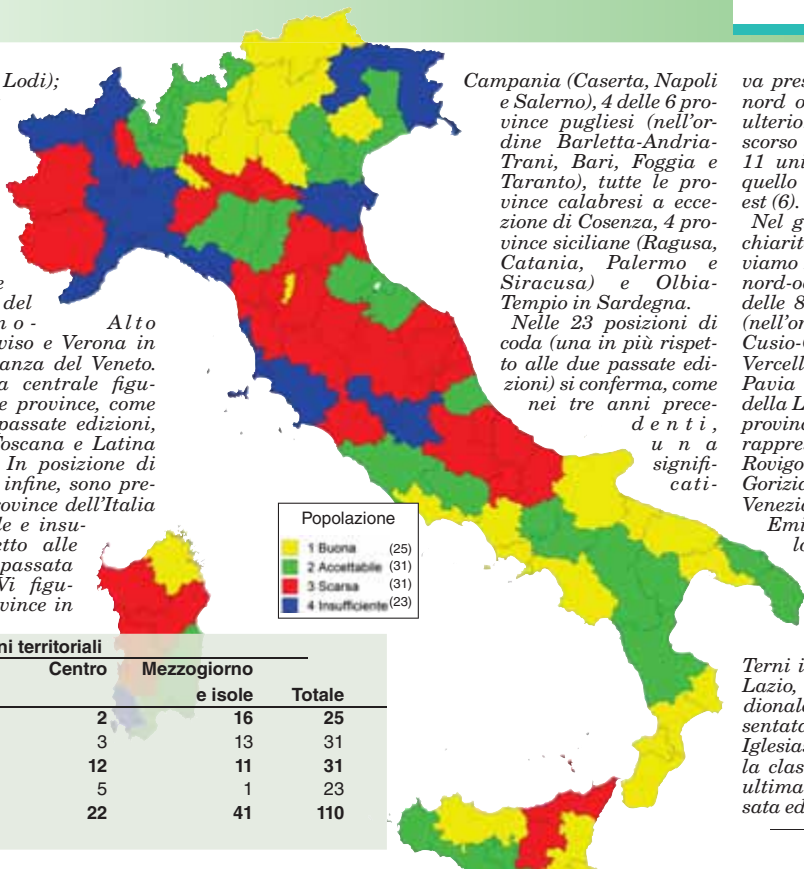 Lodi);
e
del
n o - Alto
viso e Verona in
anza del Veneto.
a centrale figu-
e province, come
passate edizioni,
Toscana e Latina
In posizione di
infine, sono pre-
rovince dell'Italia
le e insu-
etto alle
passata
Vi figu-
vince in
Campania (Caserta, Napoli
e Salerno), 4 delle 6 pro-
vince pugliesi (nell'or-
dine Barletta-Andria-
Trani, Bari, Foggia e
Taranto), tutte le pro-
vince calabresi a ecce-
zione di Cosenza, 4 pro-
vince siciliane (Ragusa,
Catania, Palermo e
Siracusa) e Olbia-
Tempio in Sardegna.
Nelle 23 posizioni di
coda (una in più rispet-
to alle due passate edi-
zioni) si conferma, come
nei tre anni prece-
d e n t i ,
u n a
signifi-
cati-
va pres
nord o
ulterio
scorso
11 uni
quello
est (6).
Nel g
chiarit
viamo
nord-oc
delle 8
(nell'or
Cusio-O
Vercell
Pavia
della L
provinc
rappre
Rovigo
Gorizia
Venezia
Emi
lo
Terni i
Lazio,
dionale
sentata
Iglesias
la clas
ultima
sata ed
Popolazione
1 Buona (25)
2 Accettabile (31)
3 Scarsa (31)
4 Insufficiente (23)
ni territoriali
Centro Mezzogiorno
e isole Totale
2 16 25
3 13 31
12 11 31
5 1 23
22 41 110